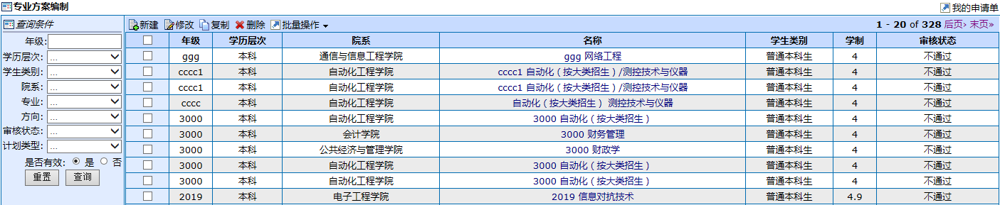 专业方案编制
我的申请单
查询条件
年级:
学历层次: ...
学生类别: ...
院系: ...
专业: ...
方向: ...
审核状态: ...
计划类型: ...
是否有效: 是 否
重置 查询
新建 修改 复制 删除 批量操作 1 - 20 of 328 后页› 末页»
年级 学历层次 院系 名称 学生类别 学制 审核状态
ggg 本科 通信与信息工程学院 ggg 网络工程 普通本科生 4 不通过
cccc1 本科 自动化工程学院 cccc1 自动化（按大类招生）/测控技术与仪器 普通本科生 4 不通过
cccc1 本科 自动化工程学院 cccc1 自动化（按大类招生）/测控技术与仪器 普通本科生 4 不通过
cccc 本科 自动化工程学院 自动化（按大类招生） 测控技术与仪器 普通本科生 4 不通过
3000 本科 自动化工程学院 3000 自动化（按大类招生） 普通本科生 4 不通过
3000 本科 会计学院 3000 财务管理 普通本科生 4 不通过
3000 本科 公共经济与管理学院 3000 财政学 普通本科生 4 不通过
3000 本科 自动化工程学院 3000 自动化（按大类招生） 普通本科生 4 不通过
3000 本科 自动化工程学院 3000 自动化（按大类招生） 普通本科生 4 不通过
2019 本科 电子工程学院 2019 信息对抗技术 普通本科生 4.9 不通过